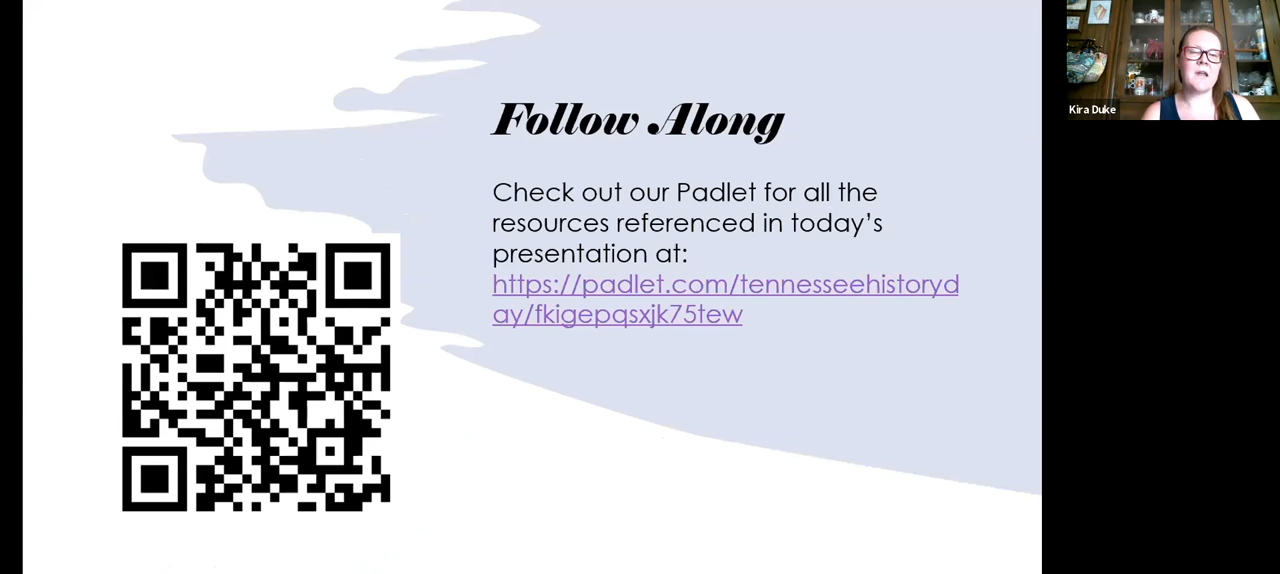 Follow Along
Check out our Padlet for all the
resources referenced in today's
presentation at:
https://padlet.com/tennesseehistoryd
ay/fkigepqsxjk75tew
Kira Duke